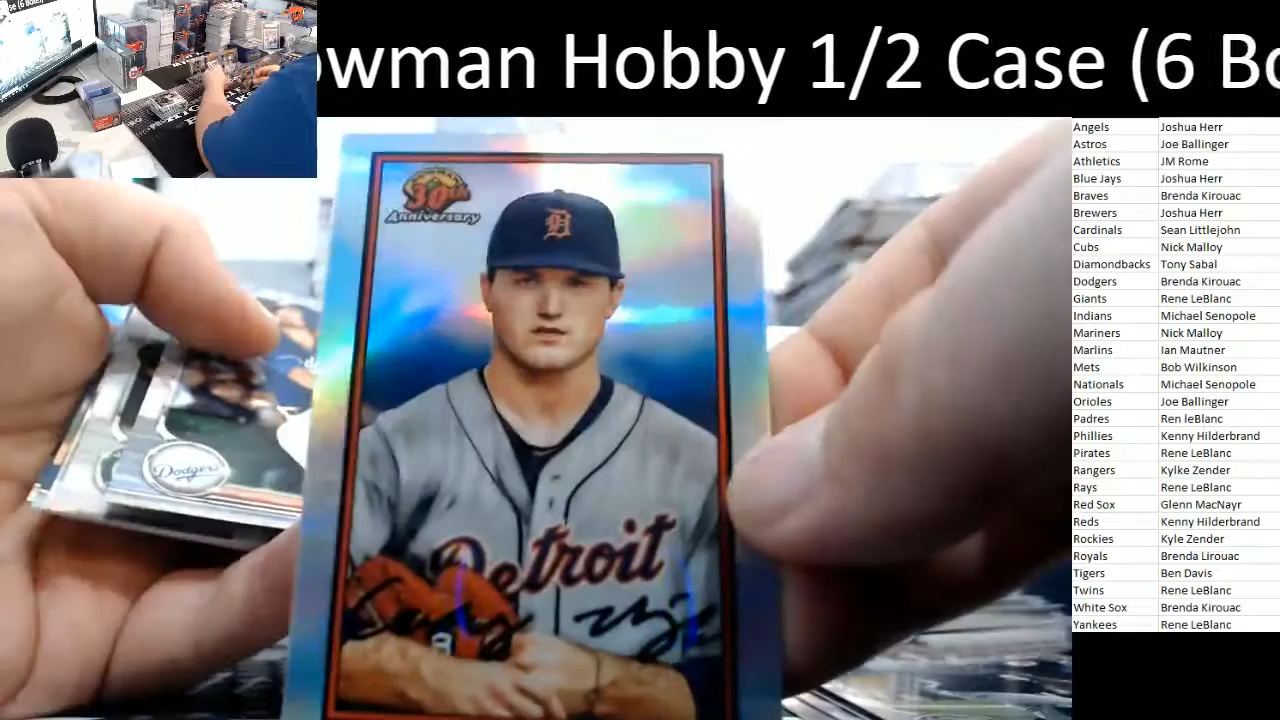 owman Hobby 1/2 Case (6 Bo
Angels Joshua Herr
Astros Joe Ballinger
Athletics JM Rome
Blue Jays Joshua Herr
Braves Brenda Kirouac
Brewers Joshua Herr
Cardinals Sean Littlejohn
Cubs Nick Malloy
Diamondbacks Tony Sabal
Dodgers Brenda Kirouac
Giants Rene LeBlanc
Indians Michael Senopole
Mariners Nick Malloy
Marlins Ian Mautner
Mets Bob Wilkinson
Nationals Michael Senopole
Orioles Joe Ballinger
Padres Ren leBlanc
Phillies Kenny Hilderbrand
Pirates Rene LeBlanc
Rangers Kylke Zender
Rays Rene LeBlanc
Red Sox Glenn MacNayr
Reds Kenny Hilderbrand
Rockies Kyle Zender
Royals Brenda Lirouac
Tigers Ben Davis
Twins Rene LeBlanc
White Sox Brenda Kirouac
Yankees Rene LeBlanc
30th
Anniversary
D
Detroit
Dodgers